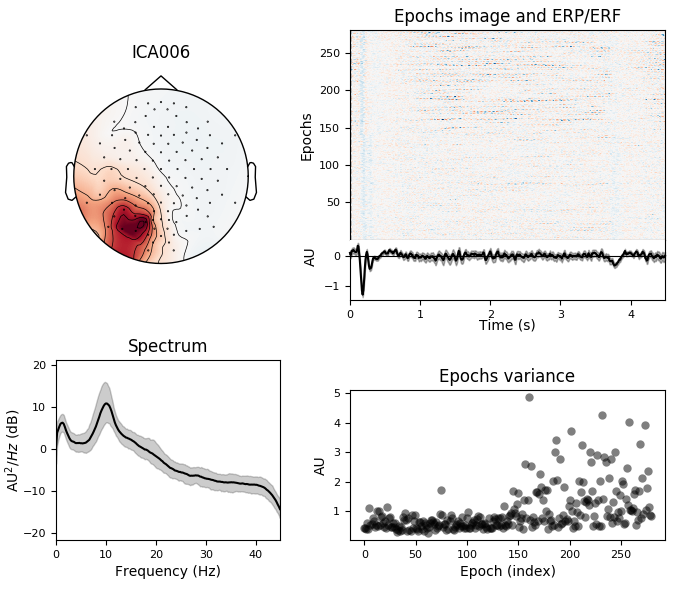 ICA006
Epochs image and ERP/ERF
Epochs
250
200
150
100
50
AU
0
−1
0 1 2 3 4
Time (s)
Spectrum
AU²/Hz (dB)
20
10
0
−10
−20
0 10 20 30 40
Frequency (Hz)
Epochs variance
AU
5
4
3
2
1
0 50 100 150 200 250
Epoch (index)